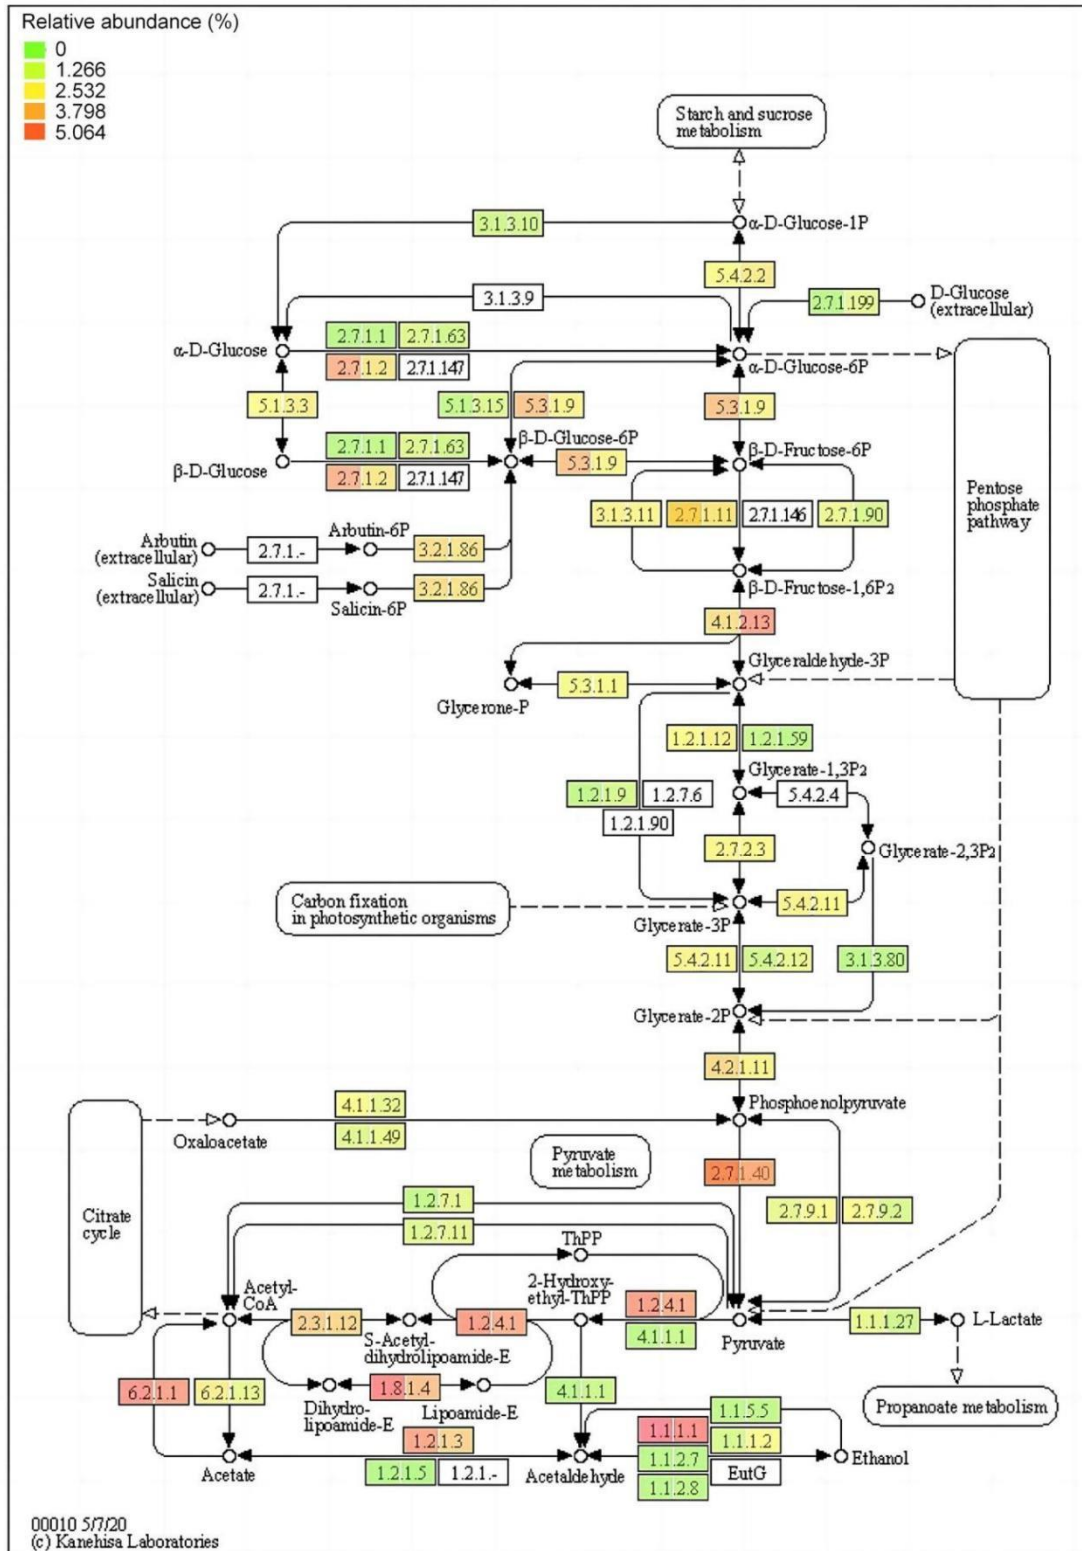 Relative abundance (%)
0
1.266
2.532
3.798
5.064
Starch and sucrose
metabolism
3.1.3.10
α-D-Glucose-1P
5.4.2.2
3.1.3.9
2.7.1.199
D-Glucose
(extracellular)
2.7.1.1
2.7.1.63
α-D-Glucose
2.7.1.2
2.7.1.147
α-D-Glucose-6P
5.1.3.3
5.1.3.15
5.3.1.9
5.3.1.9
β-D-Glucose-6P
β-D-Fructose-6P
2.7.1.1
2.7.1.63
β-D-Glucose
2.7.1.2
2.7.1.147
5.3.1.9
Pentose
phosphate
pathway
3.1.3.11
2.7.1.11
2.7.1.146
2.7.1.90
Arbutin
(extracellular)
2.7.1.-
Arbutin-6P
3.2.1.86
Salicin
(extracellular)
2.7.1.-
Salicin-6P
3.2.1.86
β-D-Fructose-1,6P2
4.1.2.13
Glyceraldehyde-3P
5.3.1.1
Glycerone-P
1.2.1.12
1.2.1.59
Glycerate-1,3P2
1.2.1.9
1.2.7.6
5.4.2.4
1.2.1.90
2.7.2.3
Glycerate-2,3P2
Carbon fixation
in photosynthetic organisms
5.4.2.11
Glycerate-3P
5.4.2.11
5.4.2.12
3.1.3.80
Glycerate-2P
4.2.1.11
4.1.1.32
Phosphoenolpyruvate
Oxaloacetate
4.1.1.49
Pyruvate
metabolism
2.7.1.40
Citrate
cycle
1.2.7.1
2.7.9.1
2.7.9.2
1.2.7.11
ThPP
Acetyl-
CoA
2-Hydroxy-
ethyl-ThPP
1.2.4.1
2.3.1.12
1.2.4.1
S-Acetyl-
dihydrolipoamide-E
4.1.1.1
Pyruvate
1.1.1.27
L-Lactate
6.2.1.1
6.2.1.13
1.8.1.4
Dihydro-
lipoamide-E
Lipoamide-E
4.1.1.1
Propanoate metabolism
1.2.1.3
1.1.5.5
1.1.1.1
1.1.1.2
Acetate
1.2.1.5
1.2.1.-
Acetaldehyde
1.1.2.7
EutG
Ethanol
1.1.2.8
00010 5/7/20
(c) Kanehisa Laboratories